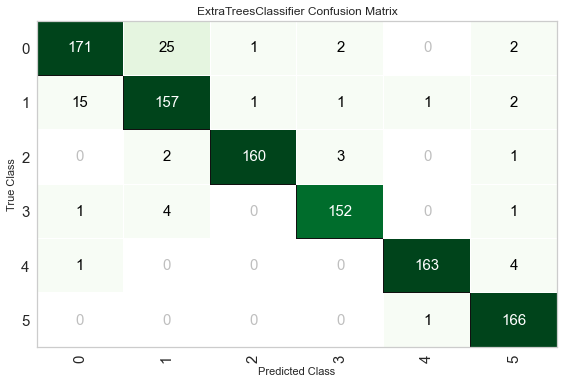 ExtraTreesClassifier Confusion Matrix
0 171 25 1 2 0 2
1 15 157 1 1 1 2
2 0 2 160 3 0 1
3 1 4 0 152 0 1
4 1 0 0 0 163 4
5 0 0 0 0 1 166
True Class
0 1 2 3 4 5
Predicted Class